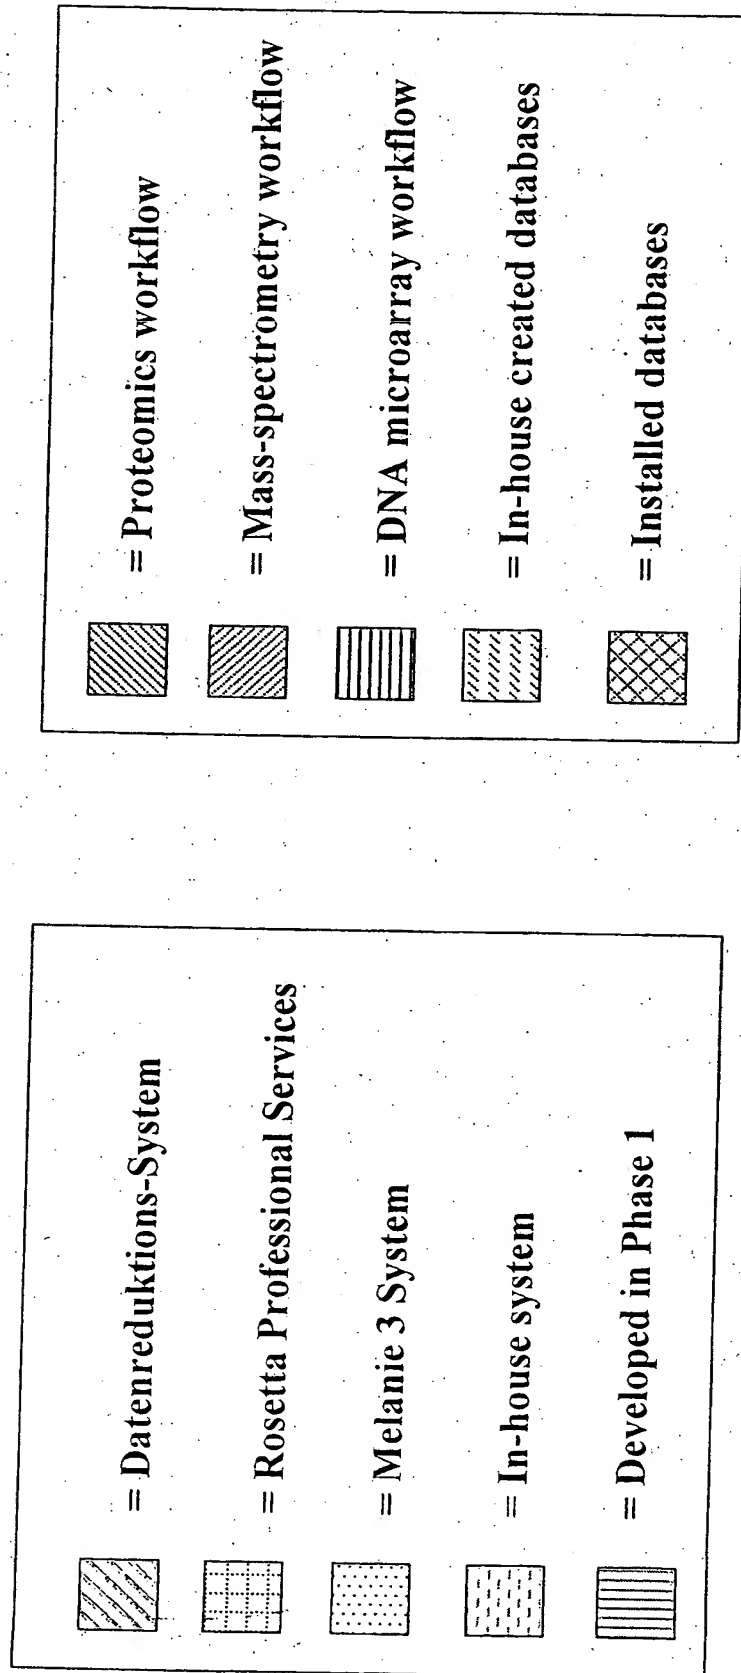 = Datenreduktions-System
= Rosetta Professional Services
= Melanie 3 System
= In-house system
= Developed in Phase 1
= Proteomics workflow
= Mass-spectrometry workflow
= DNA microarray workflow
= In-house created databases
= Installed databases